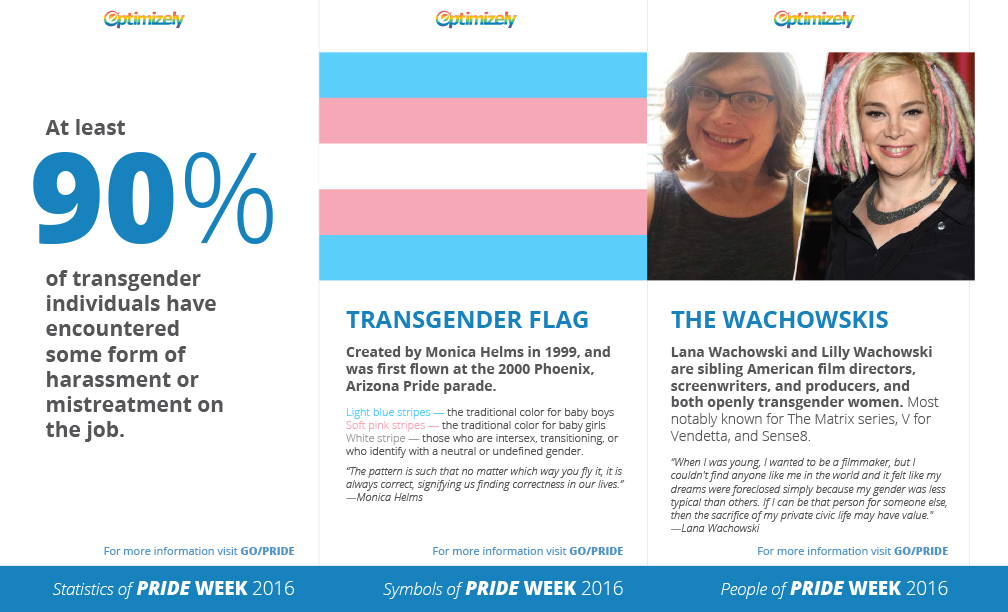 Optimizely
At least
90%
of transgender
individuals have
encountered
some form of
harassment or
mistreatment on
the job.
For more information visit GO/PRIDE
Statistics of PRIDE WEEK 2016
Optimizely
TRANSGENDER FLAG
Created by Monica Helms in 1999, and
was first flown at the 2000 Phoenix,
Arizona Pride parade.
Light blue stripes — the traditional color for baby boys
Soft pink stripes — the traditional color for baby girls
White stripe — those who are intersex, transitioning, or
who identify with a neutral or undefined gender.
"The pattern is such that no matter which way you fly it, it is
always correct, signifying us finding correctness in our lives."
—Monica Helms
For more information visit GO/PRIDE
Symbols of PRIDE WEEK 2016
Optimizely
THE WACHOWSKIS
Lana Wachowski and Lilly Wachowski
are sibling American film directors,
screenwriters, and producers, and
both openly transgender women. Most
notably known for The Matrix series, V for
Vendetta, and Sense8.
"When I was young, I wanted to be a filmmaker, but I
couldn't find anyone like me in the world and it felt like my
dreams were foreclosed simply because my gender was less
typical than others. If I can be that person for someone else,
then the sacrifice of my private civic life may have value."
—Lana Wachowski
For more information visit GO/PRIDE
People of PRIDE WEEK 2016